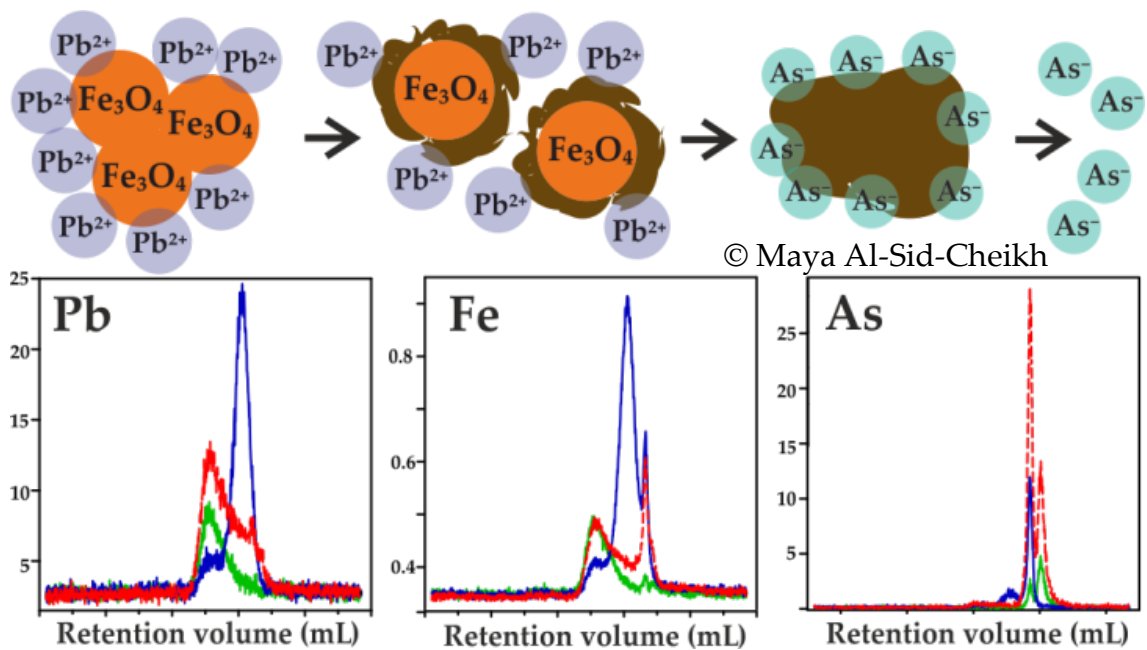 Pb²⁺ Pb²⁺ Pb²⁺ Pb²⁺ Fe₃O₄ Fe₃O₄ Pb²⁺ Fe₃O₄ Pb²⁺ Pb²⁺ Pb²⁺ Pb²⁺
Pb²⁺ Fe₃O₄ Pb²⁺ Pb²⁺ Fe₃O₄ Pb²⁺ Pb²⁺ Pb²⁺
As⁻ As⁻ As⁻ As⁻ As⁻ As⁻ As⁻ As⁻
As⁻ As⁻ As⁻ As⁻
© Maya Al-Sid-Cheikh
Pb
25
20
15
10
5
Retention volume (mL)
Fe
0.8
0.6
0.4
Retention volume (mL)
As
25
20
15
10
5
Retention volume (mL)